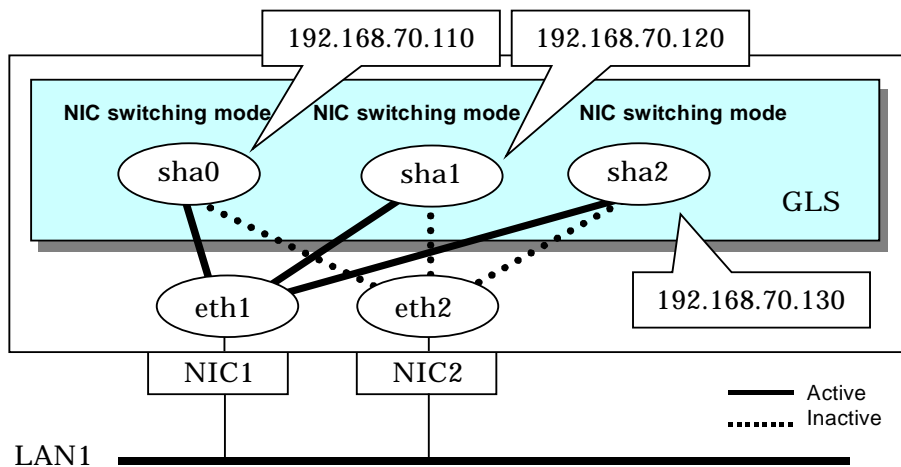 192.168.70.110
192.168.70.120
NIC switching mode
NIC switching mode
NIC switching mode
sha0
sha1
sha2
GLS
eth1
eth2
192.168.70.130
NIC1
NIC2
Active
Inactive
LAN1